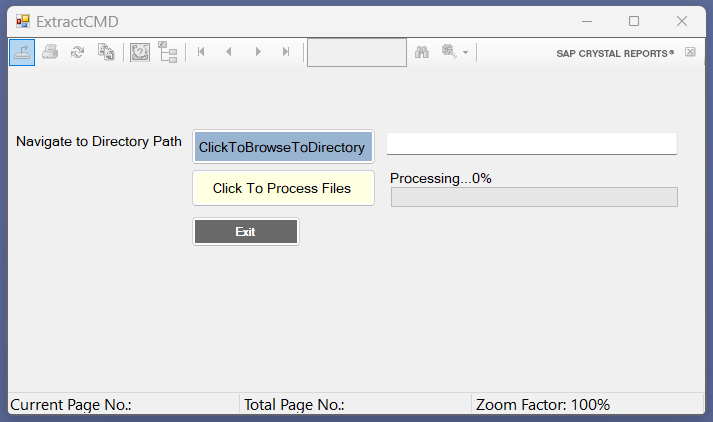 ExtractCMD
SAP CRYSTAL REPORTS®
Navigate to Directory Path
ClickToBrowseToDirectory
Click To Process Files
Processing...0%
Exit
Current Page No.:
Total Page No.:
Zoom Factor: 100%